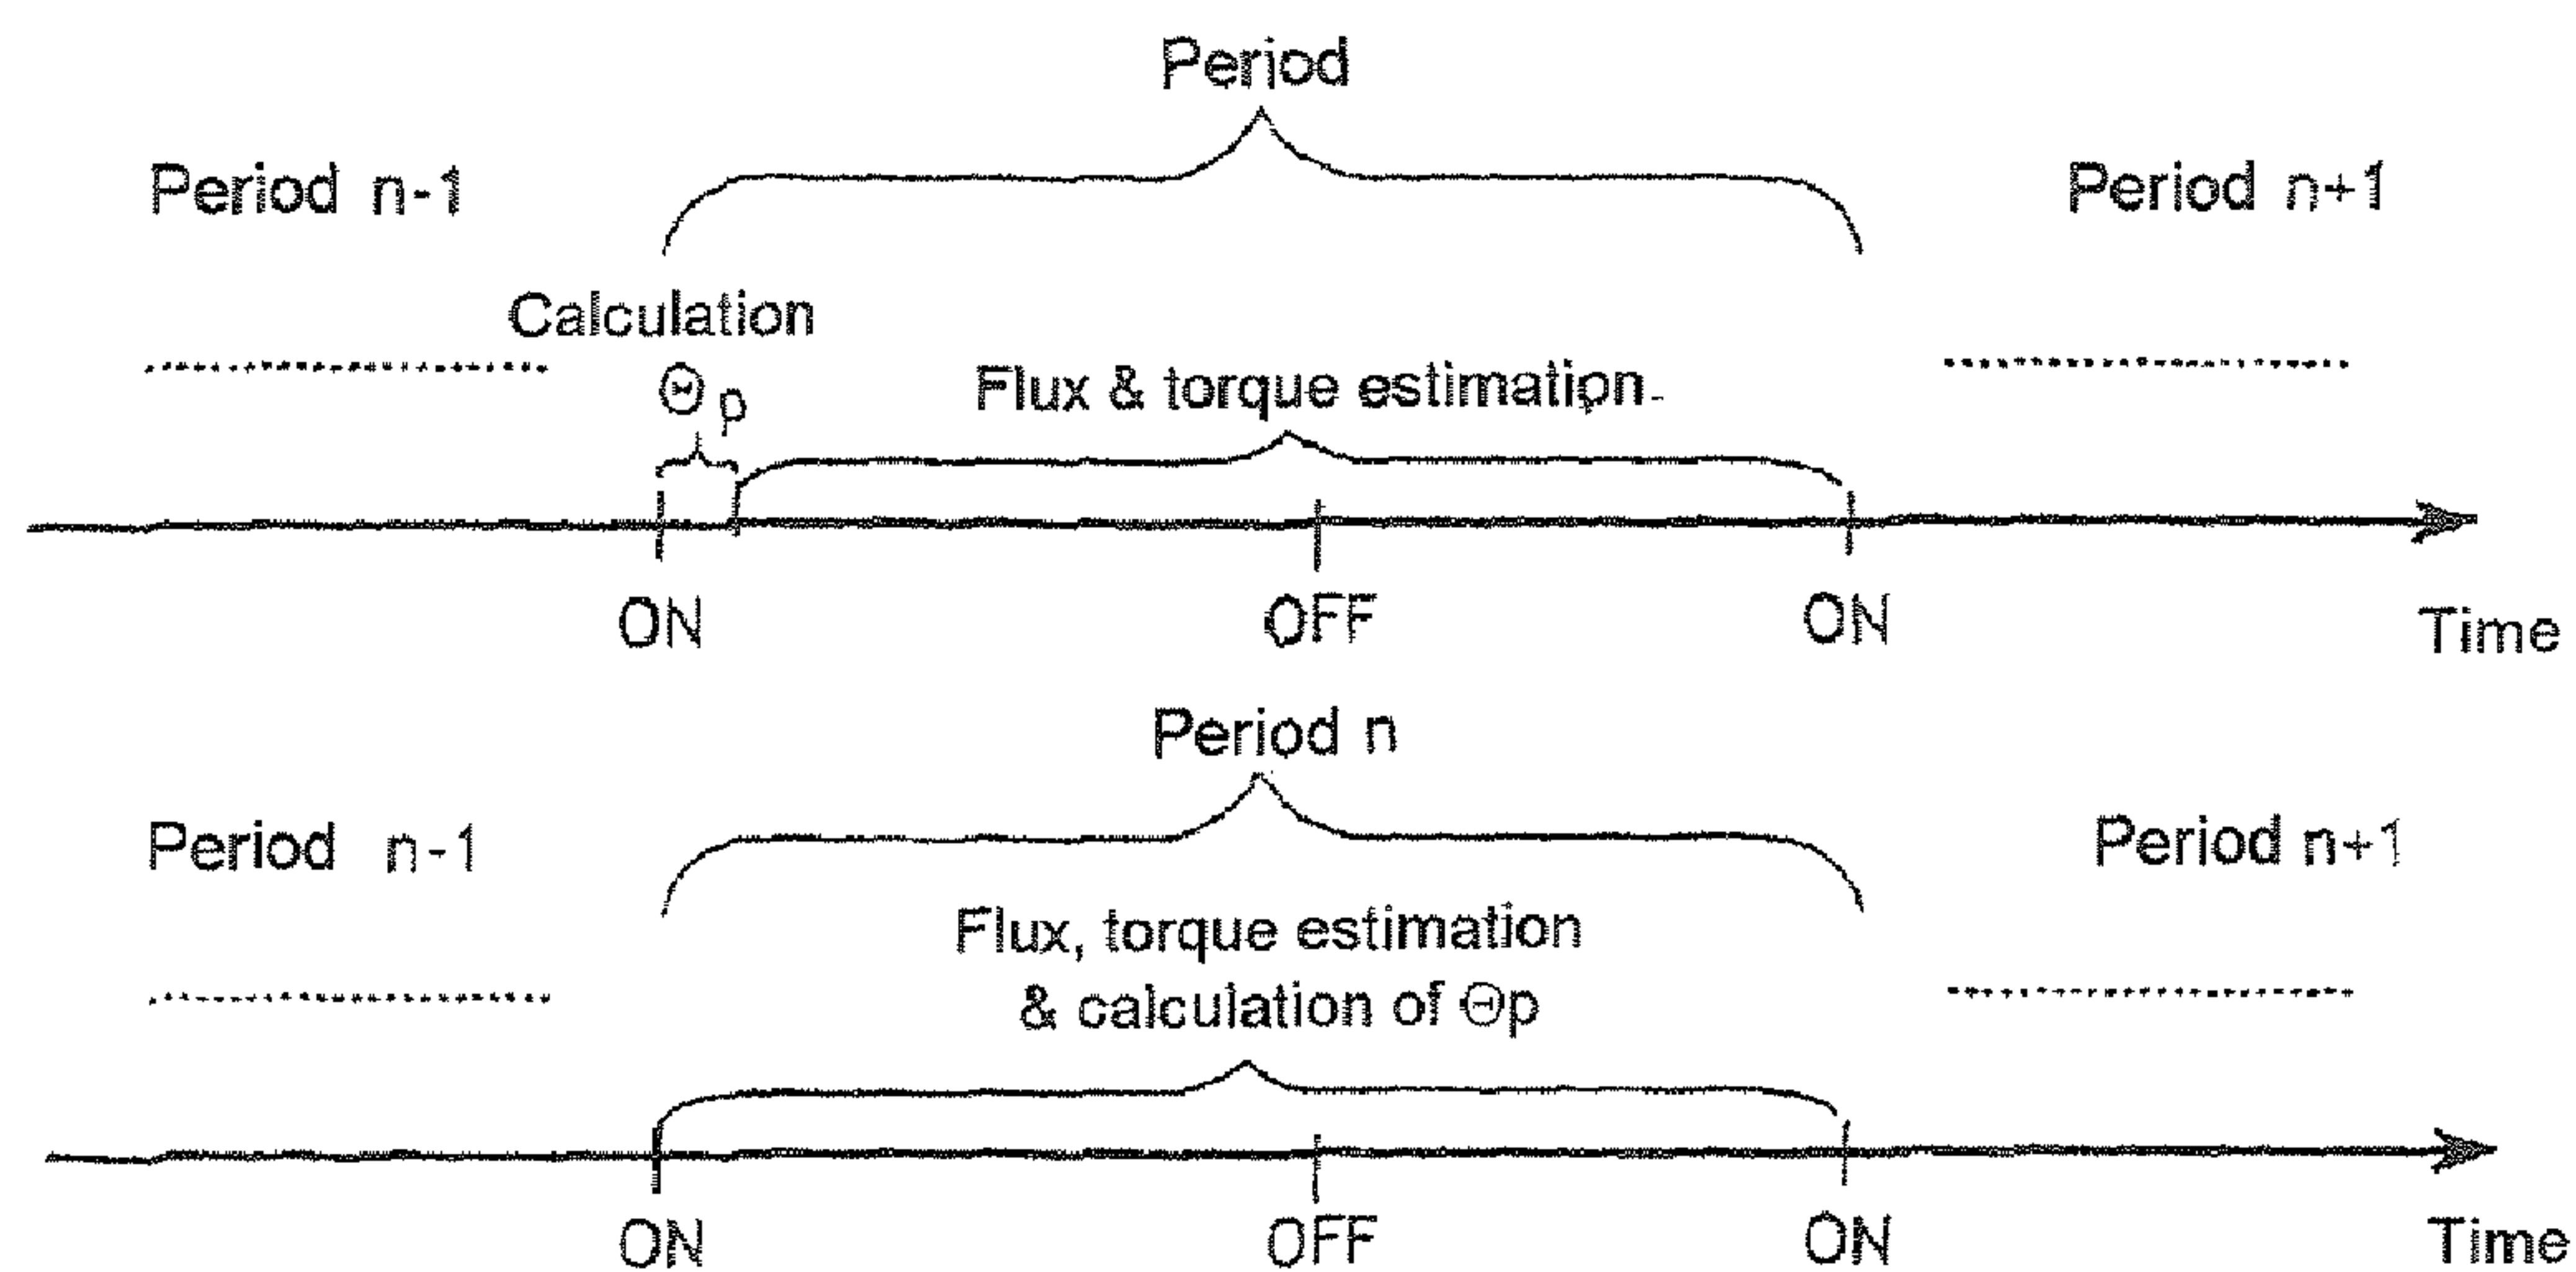 Period
Period n-1
Period n+1
Calculation
Θp
Flux & torque estimation
ON
OFF
ON
Time
Period n
Period n-1
Period n+1
Flux, torque estimation
& calculation of Θp
ON
OFF
ON
Time